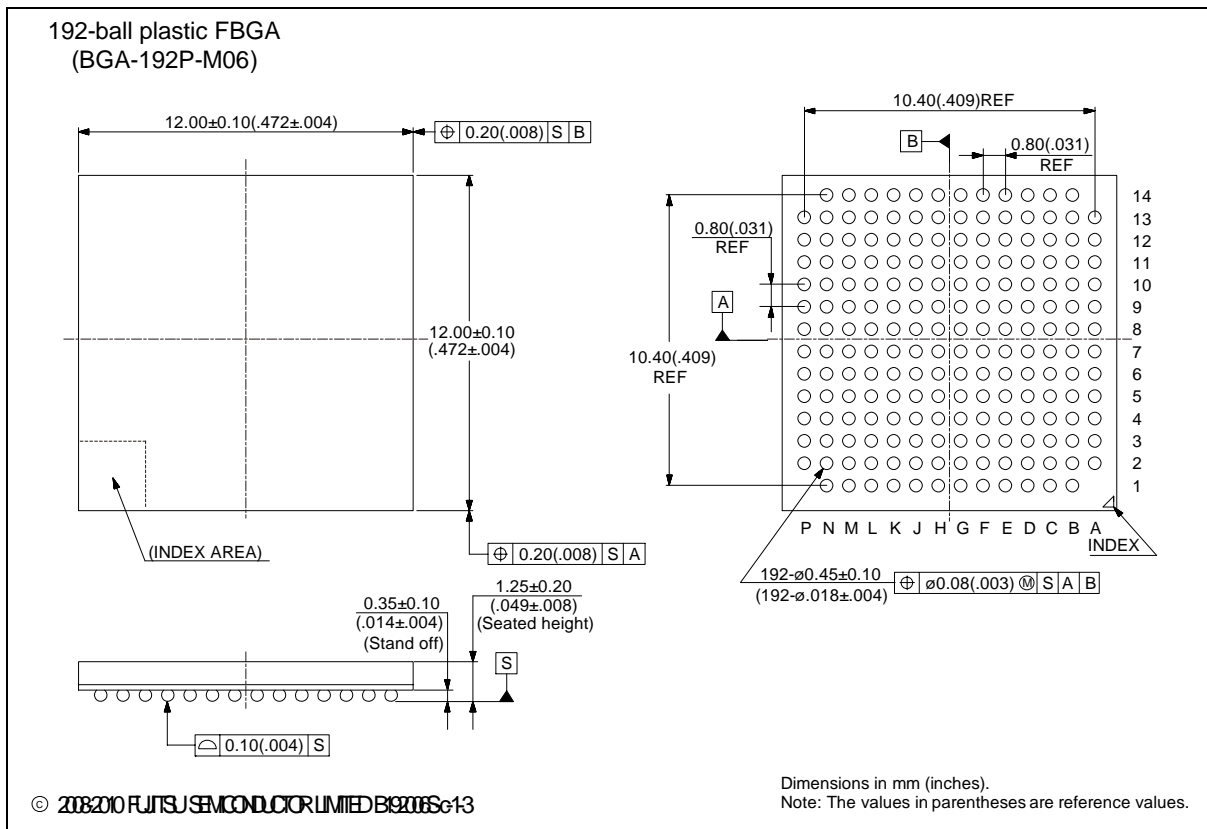 192-ball plastic FBGA
(BGA-192P-M06)
12.00±0.10(.472±.004)
⌖ 0.20(.008) S B
12.00±0.10
(.472±.004)
(INDEX AREA)
⌖ 0.20(.008) S A
10.40(.409)REF
B
0.80(.031)
REF
0.80(.031)
REF
A
10.40(.409)
REF
14
13
12
11
10
9
8
7
6
5
4
3
2
1
P N M L K J H G F E D C B A
INDEX
192-ø0.45±0.10
(192-ø.018±.004)
⌖ ø0.08(.003) Ⓜ S A B
0.35±0.10
(.014±.004)
(Stand off)
1.25±0.20
(.049±.008)
(Seated height)
S
⌓ 0.10(.004) S
© 2008-2010 FUJITSU SEMICONDUCTOR LIMITED B192006S-c-1-3
Dimensions in mm (inches).
Note: The values in parentheses are reference values.